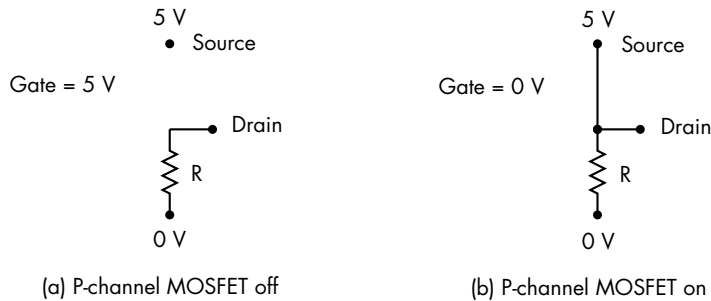 5 V
Source
Gate = 5 V
Drain
R
0 V
(a) P-channel MOSFET off
5 V
Source
Gate = 0 V
Drain
R
0 V
(b) P-channel MOSFET on